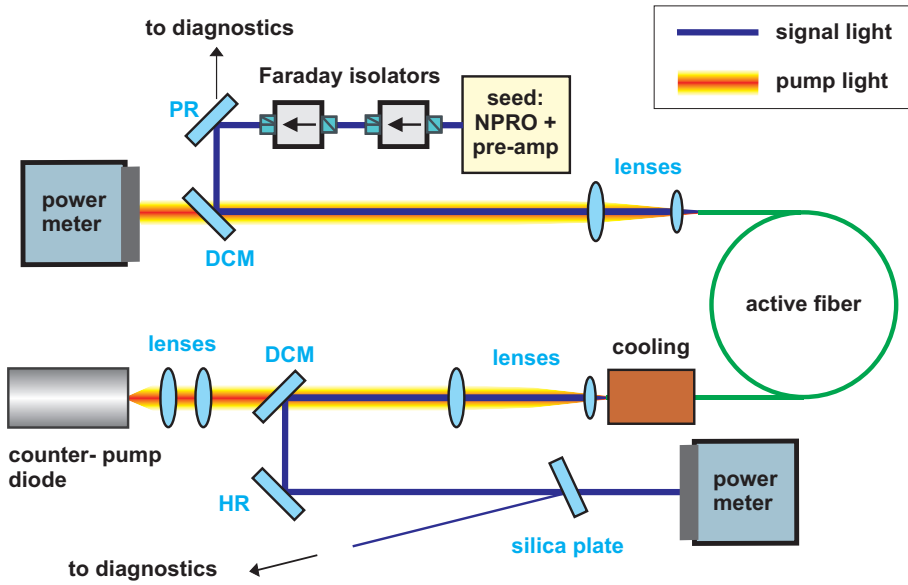 to diagnostics
signal light
pump light
Faraday isolators
PR
seed:
NPRO +
pre-amp
lenses
power
meter
DCM
active fiber
lenses
DCM
lenses
cooling
counter- pump
diode
HR
power
meter
silica plate
to diagnostics